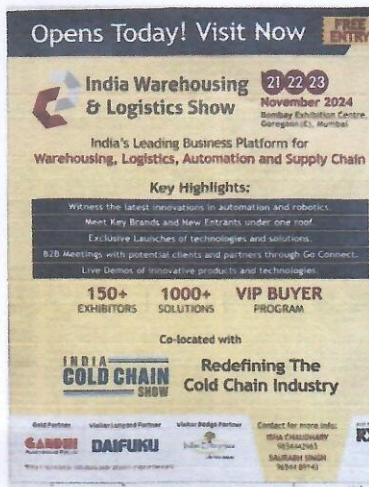 Opens Today! Visit Now
FREE
ENTRY
India Warehousing
& Logistics Show
21 22 23
November 2024
Bombay Exhibition Centre,
Goregaon(E), Mumbai
India's Leading Business Platform for
Warehousing, Logistics, Automation and Supply Chain
Key Highlights:
Witness the latest innovations in automation and robotics.
Meet Key Brands and New Entrants under one roof.
Exclusive Launches of technologies and solutions.
B2B Meetings with potential clients and partners through Go Connect.
Live Demos of innovative products and technologies.
150+
EXHIBITORS
1000+
SOLUTIONS
VIP BUYER
PROGRAM
Co-located with
INDIA
COLD CHAIN
SHOW
Redefining The
Cold Chain Industry
Gold Partner
GANDHI
Visitor Lanyard Partner
DAIFUKU
Visitor Badge Partner
Contact for more info:
ISHA CHAUDHARY
SAURABH SINGH